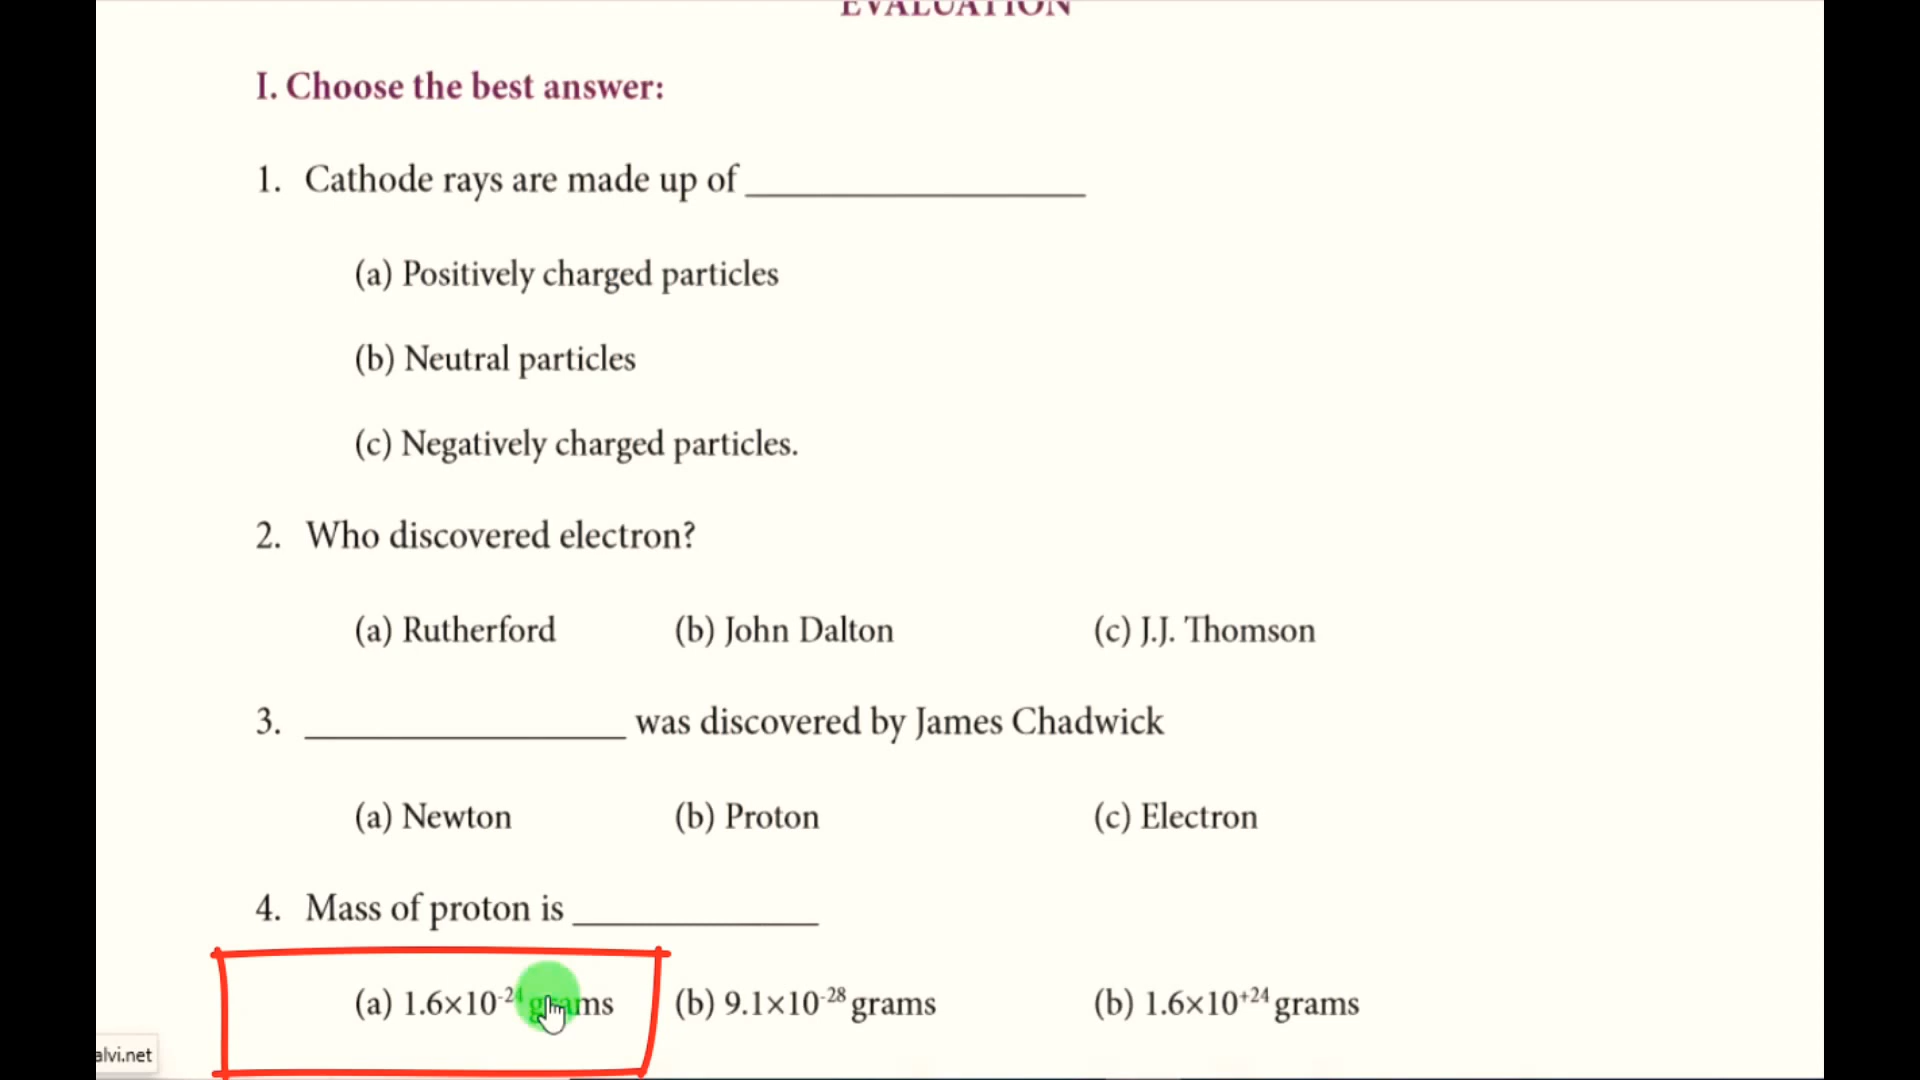 EVALUATION
I. Choose the best answer:
1. Cathode rays are made up of
(a) Positively charged particles
(b) Neutral particles
(c) Negatively charged particles.
2. Who discovered electron?
(a) Rutherford (b) John Dalton (c) J.J. Thomson
3. was discovered by James Chadwick
(a) Newton (b) Proton (c) Electron
4. Mass of proton is
(a) 1.6×10⁻²⁴ grams (b) 9.1×10⁻²⁸ grams (b) 1.6×10⁺²⁴ grams
alvi.net